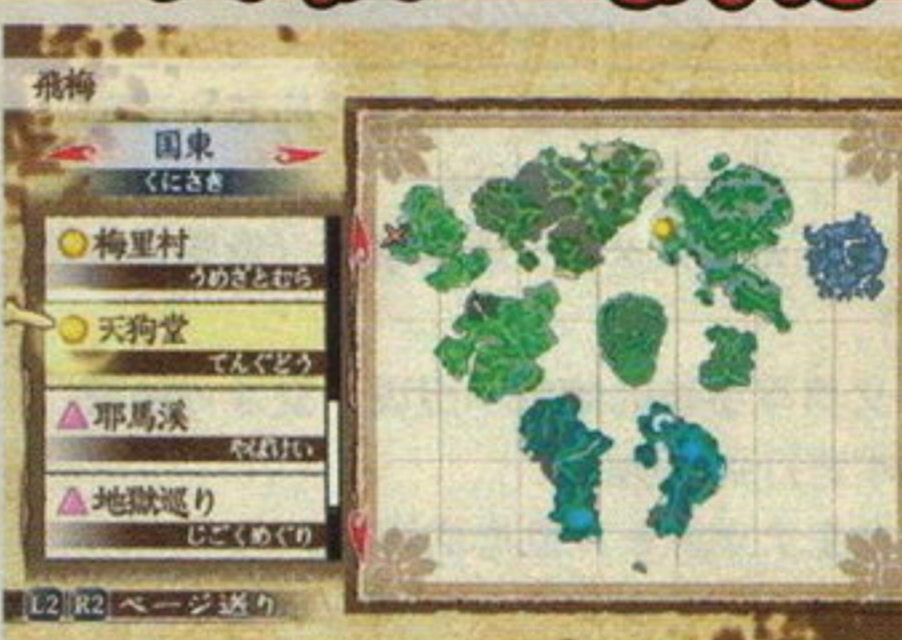 飛梅
国東
くにさき
梅里村
うめざとむら
天狗堂
てんぐどう
耶馬溪
やばけい
地獄巡り
じごくめぐり
L2 R2 ページ送り